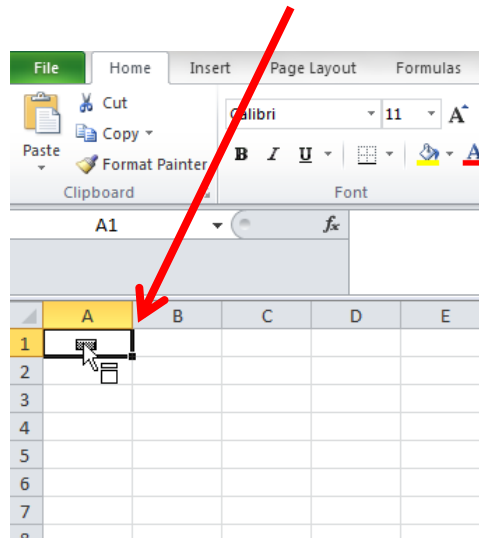 File Home Insert Page Layout Formulas
Cut
Calibri 11 A
Copy
Paste
Format Painter
B I U A
Clipboard Font
A1 fx
A B C D E
1
2
3
4
5
6
7
8